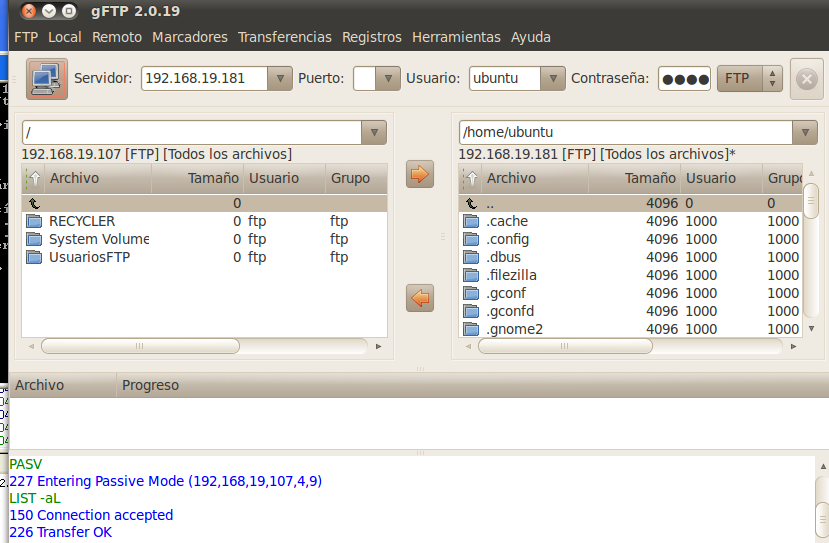 gFTP 2.0.19
FTP Local Remoto Marcadores Transferencias Registros Herramientas Ayuda
Servidor: 192.168.19.181 Puerto: Usuario: ubuntu Contraseña: ●●●● FTP
/
192.168.19.107 [FTP] [Todos los archivos]
Archivo Tamaño Usuario Grupo
0
RECYCLER 0 ftp ftp
System Volume 0 ftp ftp
UsuariosFTP 0 ftp ftp
/home/ubuntu
192.168.19.181 [FTP] [Todos los archivos]*
Archivo Tamaño Usuario Grupo
.. 4096 0 0
.cache 4096 1000 1000
.config 4096 1000 1000
.dbus 4096 1000 1000
.filezilla 4096 1000 1000
.gconf 4096 1000 1000
.gconfd 4096 1000 1000
.gnome2 4096 1000 1000
Archivo Progreso
PASV
227 Entering Passive Mode (192,168,19,107,4,9)
LIST -aL
150 Connection accepted
226 Transfer OK